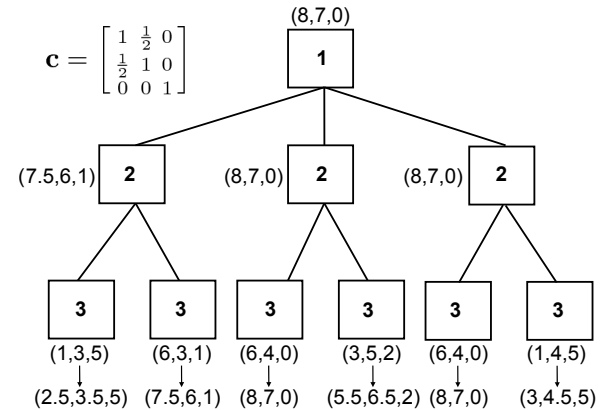 (8,7,0)
c = [ 1 1/2 0
1/2 1 0
0 0 1 ]
1
(7.5,6,1) 2 (8,7,0) 2 (8,7,0) 2
3 3 3 3 3 3
(1,3,5) (6,3,1) (6,4,0) (3,5,2) (6,4,0) (1,4,5)
(2.5,3.5,5) (7.5,6,1) (8,7,0) (5.5,6.5,2) (8,7,0) (3,4.5,5)